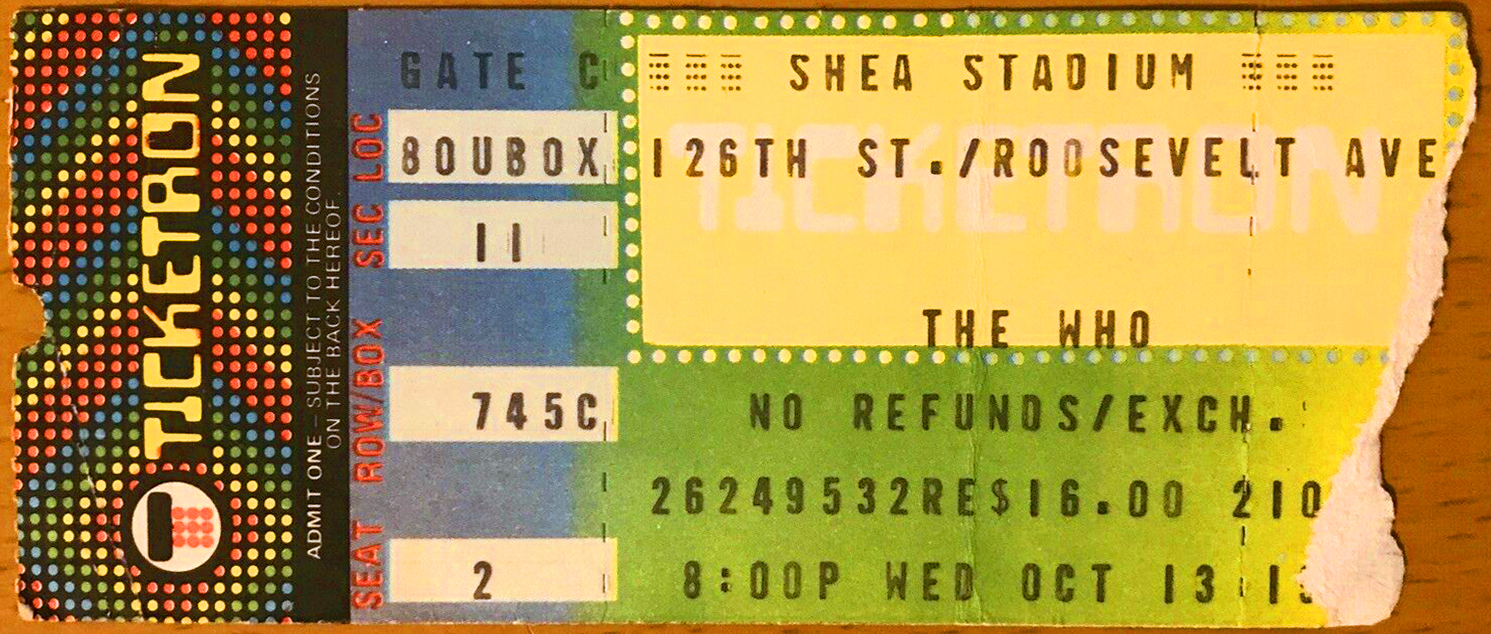 TICKETRON
ADMIT ONE – SUBJECT TO THE CONDITIONS
ON THE BACK HEREOF
GATE C
LOC 80UBOX
SEC 11
ROW/BOX 745C
SEAT 2
SHEA STADIUM
126TH ST./ROOSEVELT AVE
TICKETRON
THE WHO
NO REFUNDS/EXCH.
26249532RE$16.00 210
8:00P WED OCT 13 1